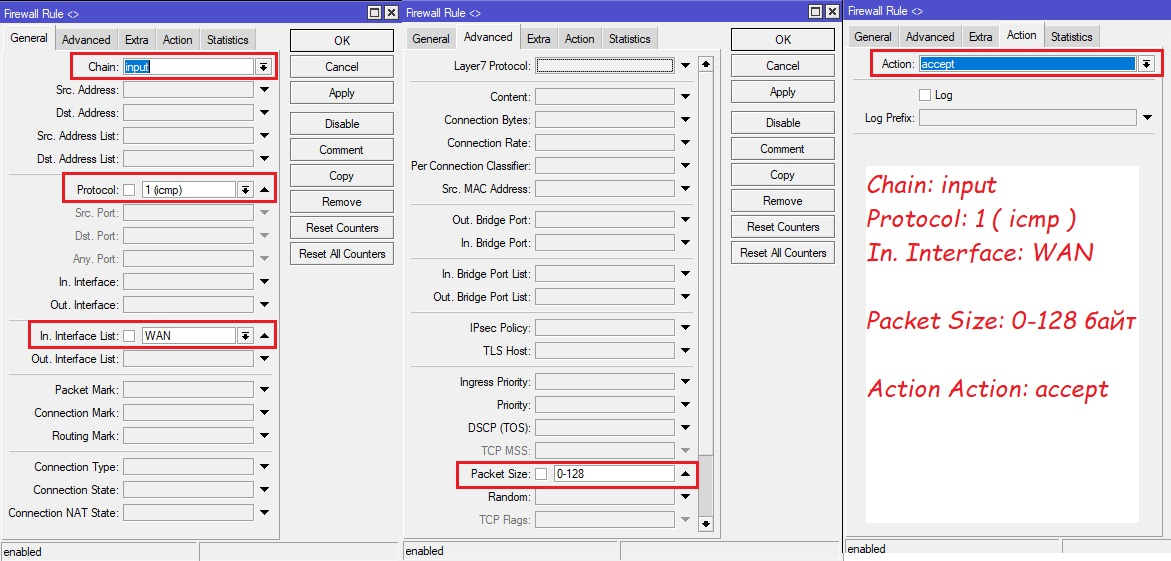 Firewall Rule <>
General
Advanced
Extra
Action
Statistics
Chain: input
Src. Address:
Dst. Address:
Src. Address List:
Dst. Address List:
Protocol: 1 (icmp)
Src. Port:
Dst. Port:
Any. Port:
In. Interface:
Out. Interface:
In. Interface List: WAN
Out. Interface List:
Packet Mark:
Connection Mark:
Routing Mark:
Connection Type:
Connection State:
Connection NAT State:
OK
Cancel
Apply
Disable
Comment
Copy
Remove
Reset Counters
Reset All Counters
enabled
Firewall Rule <>
General
Advanced
Extra
Action
Statistics
Layer7 Protocol:
Content:
Connection Bytes:
Connection Rate:
Per Connection Classifier:
Src. MAC Address:
Out. Bridge Port:
In. Bridge Port:
In. Bridge Port List:
Out. Bridge Port List:
IPsec Policy:
TLS Host:
Ingress Priority:
Priority:
DSCP (TOS):
TCP MSS:
Packet Size: 0-128
Random:
TCP Flags:
OK
Cancel
Apply
Disable
Comment
Copy
Remove
Reset Counters
Reset All Counters
enabled
Firewall Rule <>
General
Advanced
Extra
Action
Statistics
Action: accept
Log
Log Prefix:
Chain: input
Protocol: 1 ( icmp )
In. Interface: WAN
Packet Size: 0-128 байт
Action Action: accept
enabled